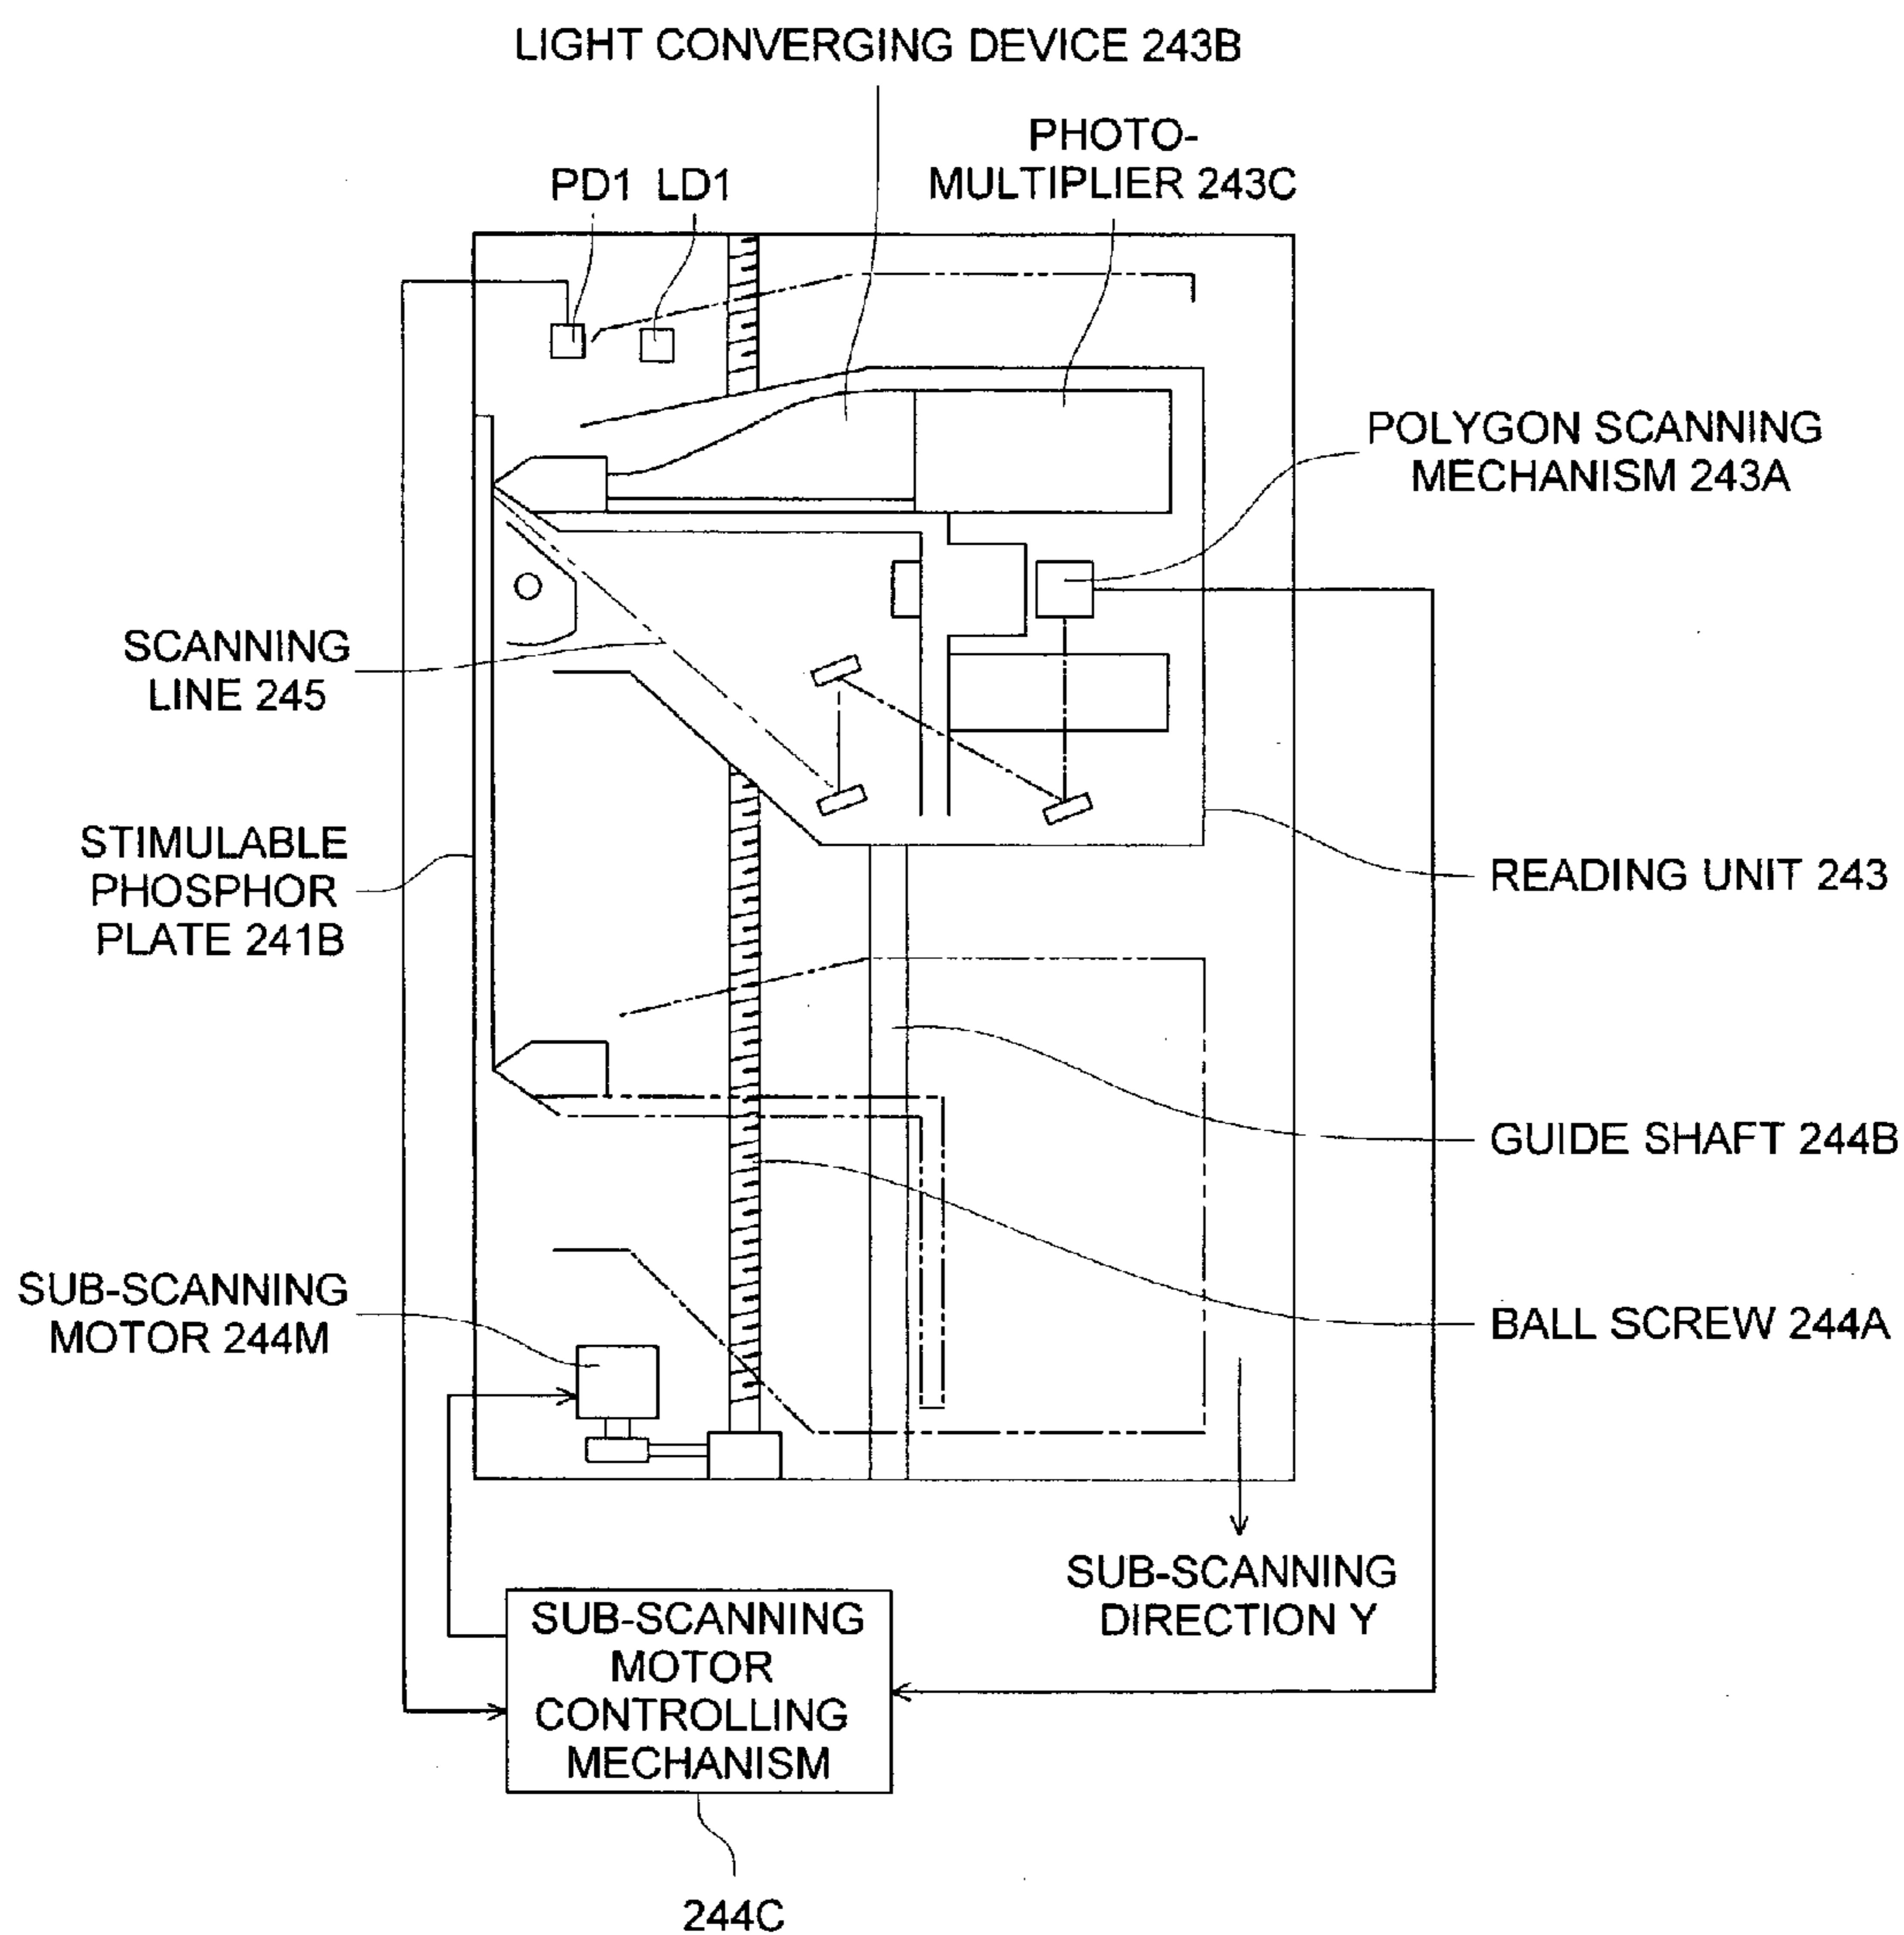 LIGHT CONVERGING DEVICE 243B
PHOTO-
MULTIPLIER 243C
PD1 LD1
POLYGON SCANNING
MECHANISM 243A
SCANNING
LINE 245
STIMULABLE
PHOSPHOR
PLATE 241B
READING UNIT 243
GUIDE SHAFT 244B
SUB-SCANNING
MOTOR 244M
BALL SCREW 244A
SUB-SCANNING
DIRECTION Y
SUB-SCANNING
MOTOR
CONTROLLING
MECHANISM
244C